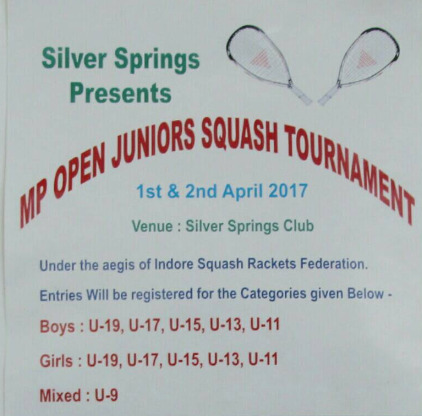 Silver Springs
Presents
MP OPEN JUNIORS SQUASH TOURNAMENT
1st & 2nd April 2017
Venue : Silver Springs Club
Under the aegis of Indore Squash Rackets Federation.
Entries Will be registered for the Categories given Below -
Boys : U-19, U-17, U-15, U-13, U-11
Girls : U-19, U-17, U-15, U-13, U-11
Mixed : U-9